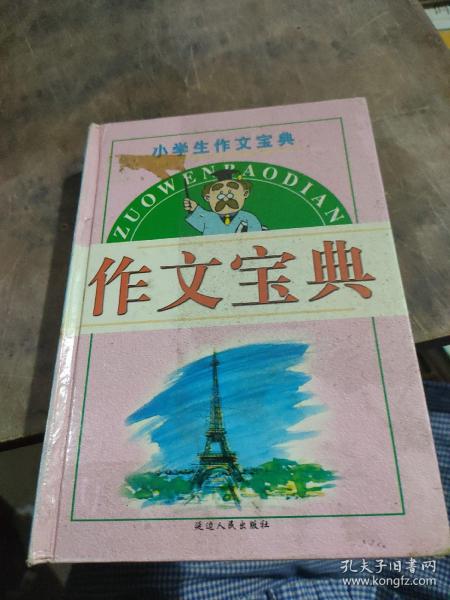 小学生作文宝典
ZUOWENBAODIAN
作文宝典
延边人民出版社
孔夫子旧书网
www.kongfz.com